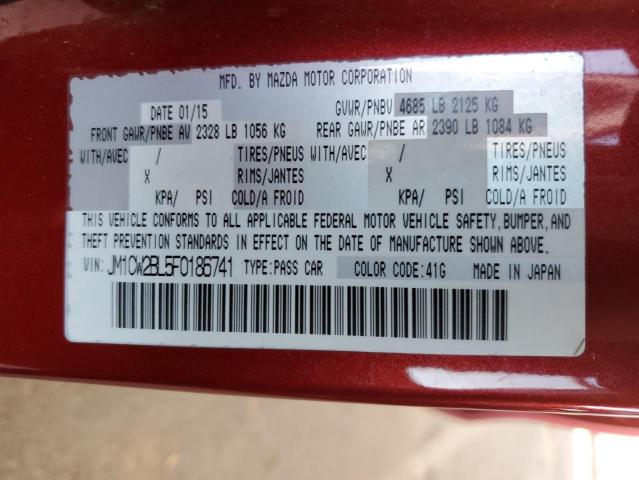 MFD. BY MAZDA MOTOR CORPORATION
DATE 01/15 GVWR/PNBV 4685 LB 2125 KG
FRONT GAWR/PNBE AV 2328 LB 1056 KG REAR GAWR/PNBE AR 2390 LB 1084 KG
WITH/AVEC / TIRES/PNEUS WITH/AVEC / TIRES/PNEUS
X RIMS/JANTES X RIMS/JANTES
KPA/ PSI COLD/A FROID KPA/ PSI COLD/A FROID
THIS VEHICLE CONFORMS TO ALL APPLICABLE FEDERAL MOTOR VEHICLE SAFETY, BUMPER, AND
THEFT PREVENTION STANDARDS IN EFFECT ON THE DATE OF MANUFACTURE SHOWN ABOVE.
VIN: JM1CW2BL5F0186741 TYPE:PASS CAR COLOR CODE:41G MADE IN JAPAN